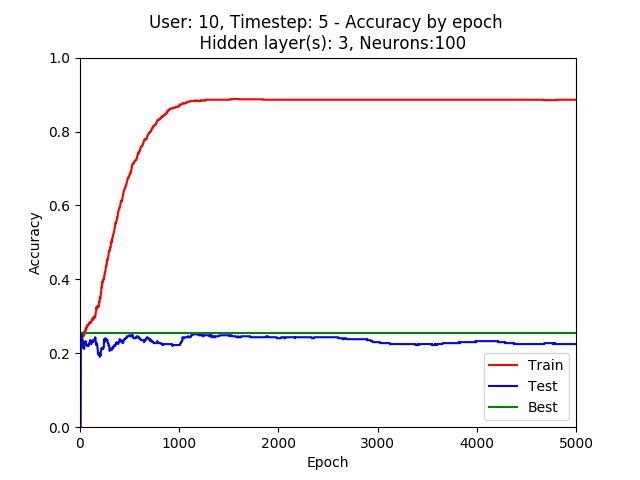 User: 10, Timestep: 5 - Accuracy by epoch
Hidden layer(s): 3, Neurons:100
1.0
0.8
0.6
0.4
0.2
0.0
Accuracy
0 1000 2000 3000 4000 5000
Epoch
Train
Test
Best